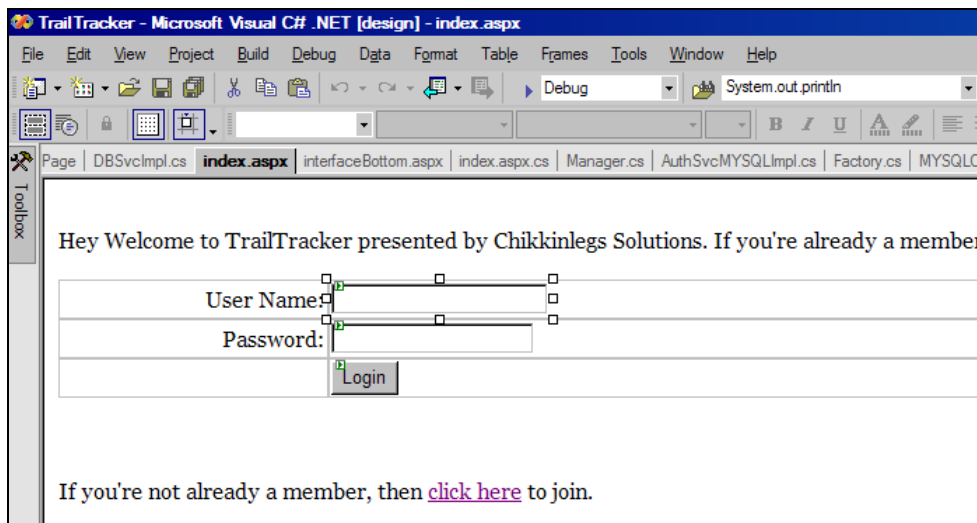 TrailTracker - Microsoft Visual C# .NET [design] - index.aspx
File Edit View Project Build Debug Data Format Table Frames Tools Window Help
Debug System.out.println
B I U A
Page DBSvcImpl.cs index.aspx interfaceBottom.aspx index.aspx.cs Manager.cs AuthSvcMYSQLImpl.cs Factory.cs
Toolbox
Hey Welcome to TrailTracker presented by Chikkinlegs Solutions. If you're already a member
User Name:
Password:
Login
If you're not already a member, then click here to join.